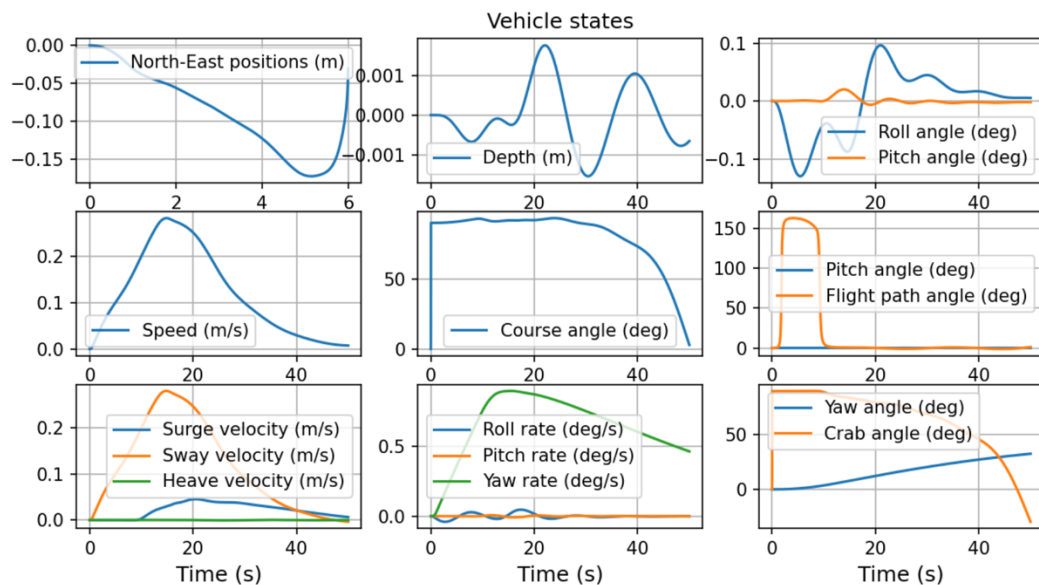 Vehicle states
0.00
−0.05
−0.10
−0.15
North-East positions (m)
0 2 4 6
0.001
0.000
−0.001
Depth (m)
0 20 40
0.1
0.0
−0.1
Roll angle (deg)
Pitch angle (deg)
0 20 40
0.2
0.1
0.0
Speed (m/s)
0 20 40
50
0
Course angle (deg)
0 20 40
150
100
50
0
Pitch angle (deg)
Flight path angle (deg)
0 20 40
0.2
0.1
0.0
Surge velocity (m/s)
Sway velocity (m/s)
Heave velocity (m/s)
0 20 40
Time (s)
0.5
0.0
Roll rate (deg/s)
Pitch rate (deg/s)
Yaw rate (deg/s)
0 20 40
Time (s)
50
0
Yaw angle (deg)
Crab angle (deg)
0 20 40
Time (s)